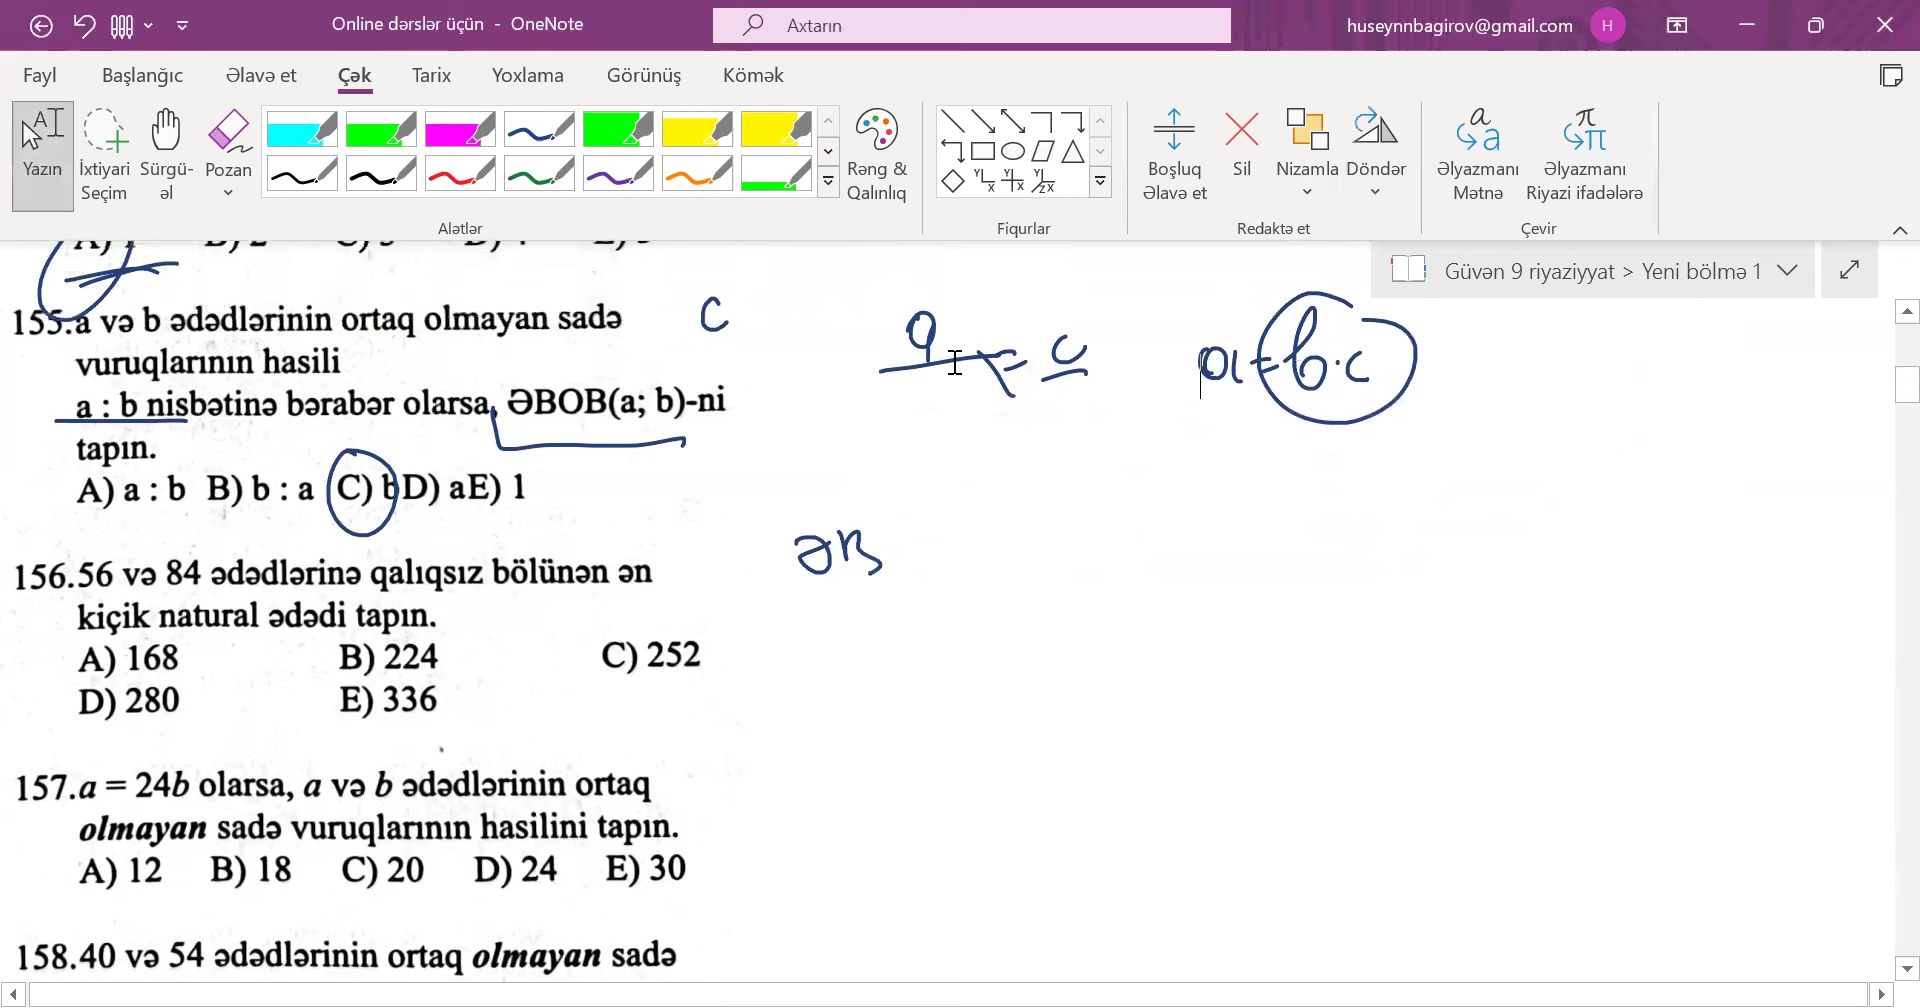 Online dərslər üçün - OneNote
Axtarın
huseynnbagirov@gmail.com
H
Fayl
Başlanğıc
Əlavə et
Çək
Tarix
Yoxlama
Görünüş
Kömək
Yazın
İxtiyari
Seçim
Sürgü-
əl
Pozan
Rəng &
Qalınlıq
Boşluq
Əlavə et
Sil
Nizamla
Döndər
Əlyazmanı
Mətnə
Əlyazmanı
Riyazi ifadələrə
Alətlər
Fiqurlar
Redaktə et
Çevir
Güvən 9 riyaziyyat > Yeni bölmə 1
155.a və b ədədlərinin ortaq olmayan sadə
vuruqlarının hasili
a : b nisbətinə bərabər olarsa, ƏBOB(a; b)-ni
tapın.
A) a : b B) b : a C) b D) a E) 1
c
= c
a = b · c
ƏB
156.56 və 84 ədədlərinə qalıqsız bölünən ən
kiçik natural ədədi tapın.
A) 168 B) 224 C) 252
D) 280 E) 336
157.a = 24b olarsa, a və b ədədlərinin ortaq
olmayan sadə vuruqlarının hasilini tapın.
A) 12 B) 18 C) 20 D) 24 E) 30
158.40 və 54 ədədlərinin ortaq olmayan sadə